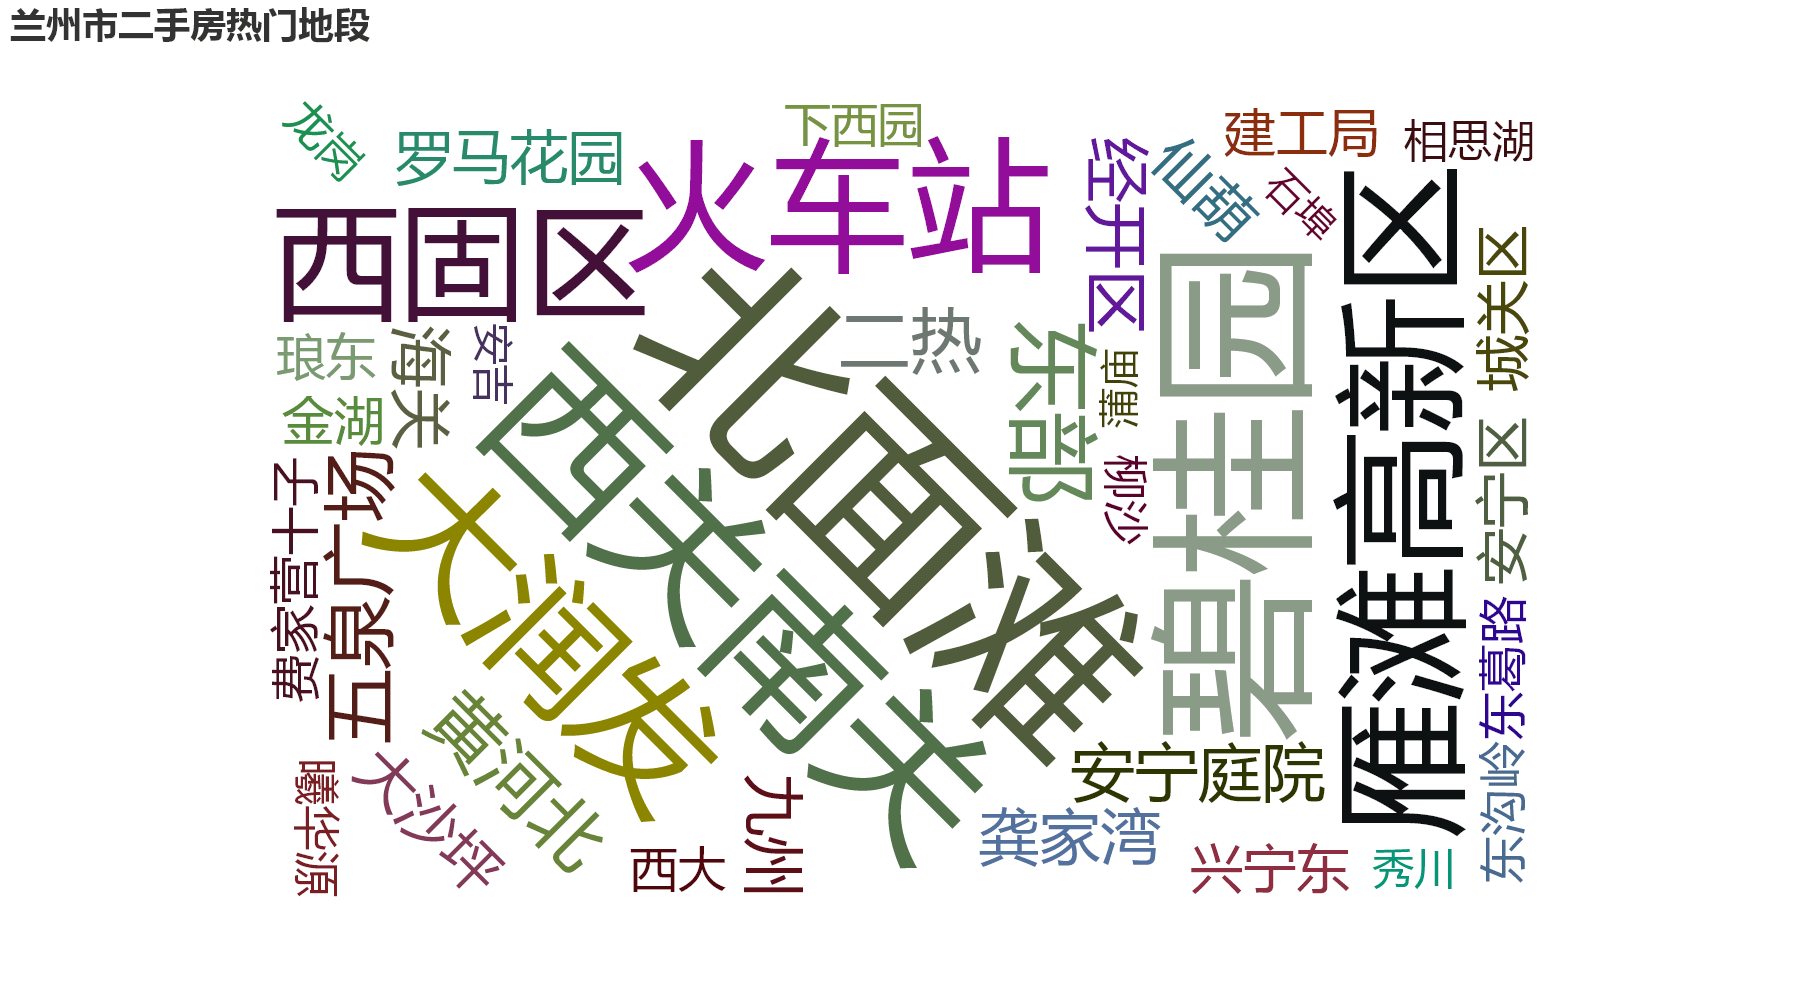 兰州市二手房热门地段
龙岗
罗马花园
下西园
建工局
相思湖
火车站
经开区
仙葫
石埠
西固区
雁滩高新区
城关区
北面滩
二热
碧桂园
琅东
海关
安吉
东部
蒲庙
金湖
西关
南关
柳沙
安宁区
费家营十字
五泉广场
大润发
东葛路
黄河北
曦华源
大沙坪
西大
九州
龚家湾
安宁庭院
兴宁东
秀川
东沟岭